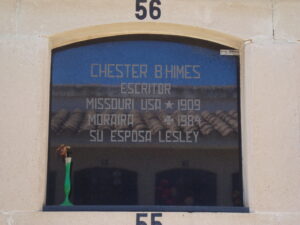 56
CHESTER B HIMES
ESCRITOR
MISSOURI USA ★ 1909
MORAIRA ✠ 1984
SU ESPOSA LESLEY
55